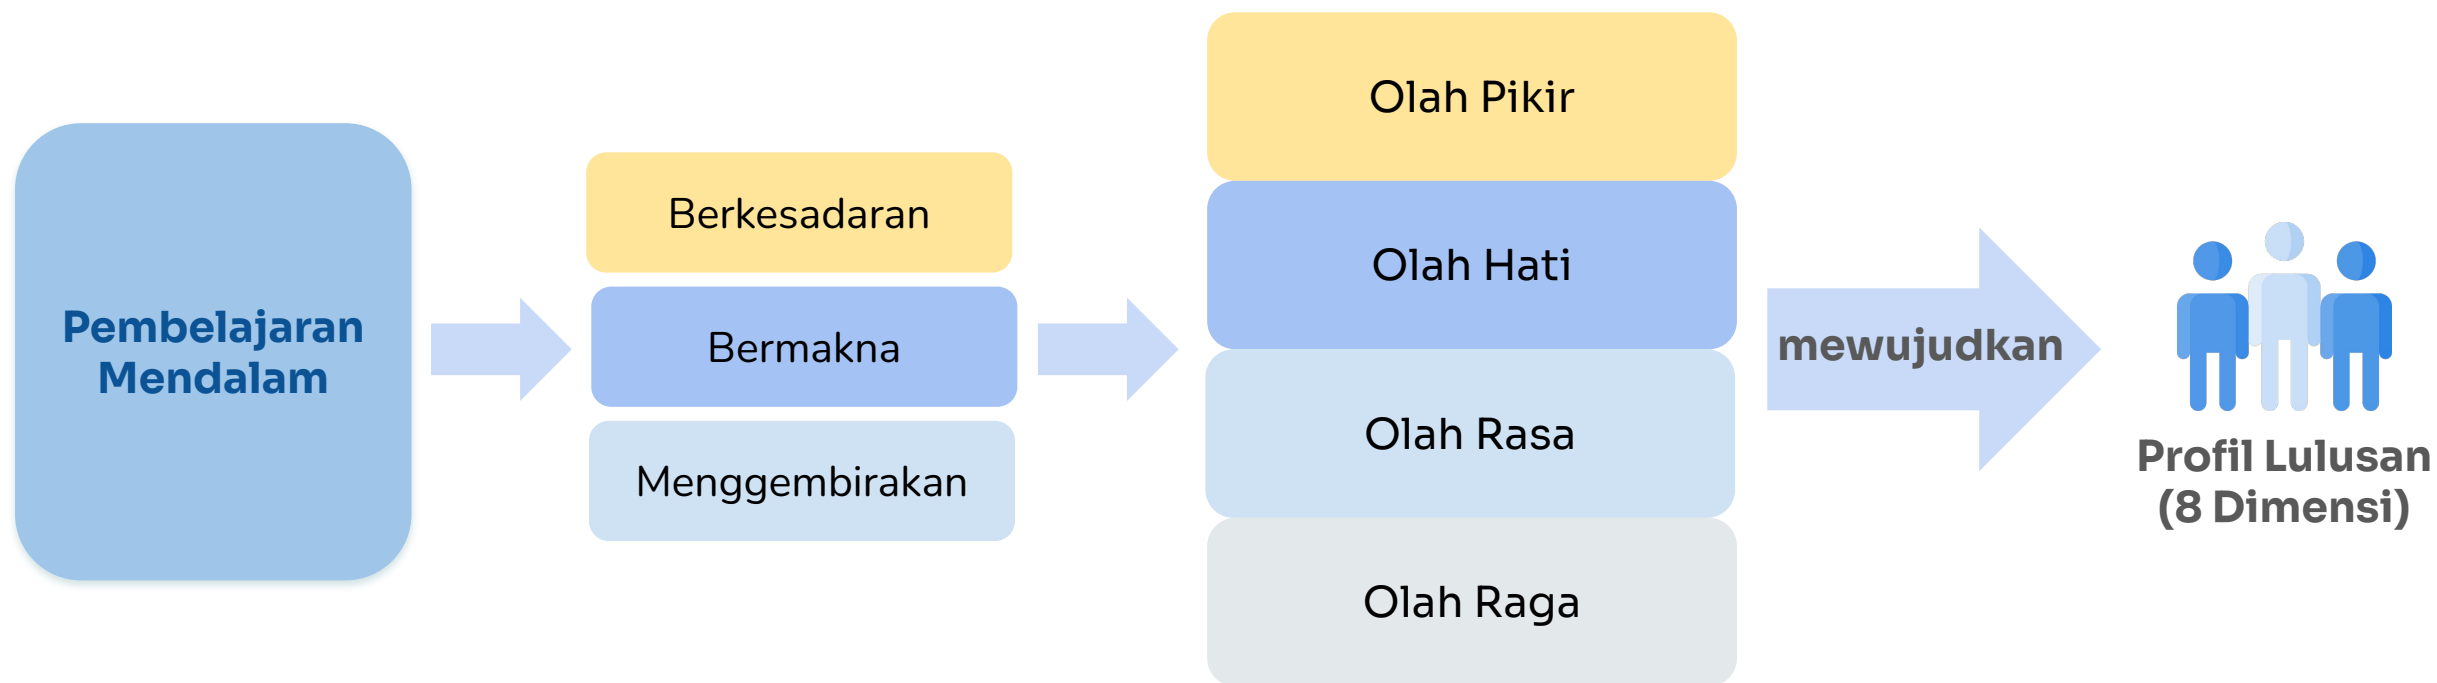 Pembelajaran
Mendalam
Berkesadaran
Bermakna
Menggembirakan
Olah Pikir
Olah Hati
Olah Rasa
Olah Raga
mewujudkan
Profil Lulusan
(8 Dimensi)